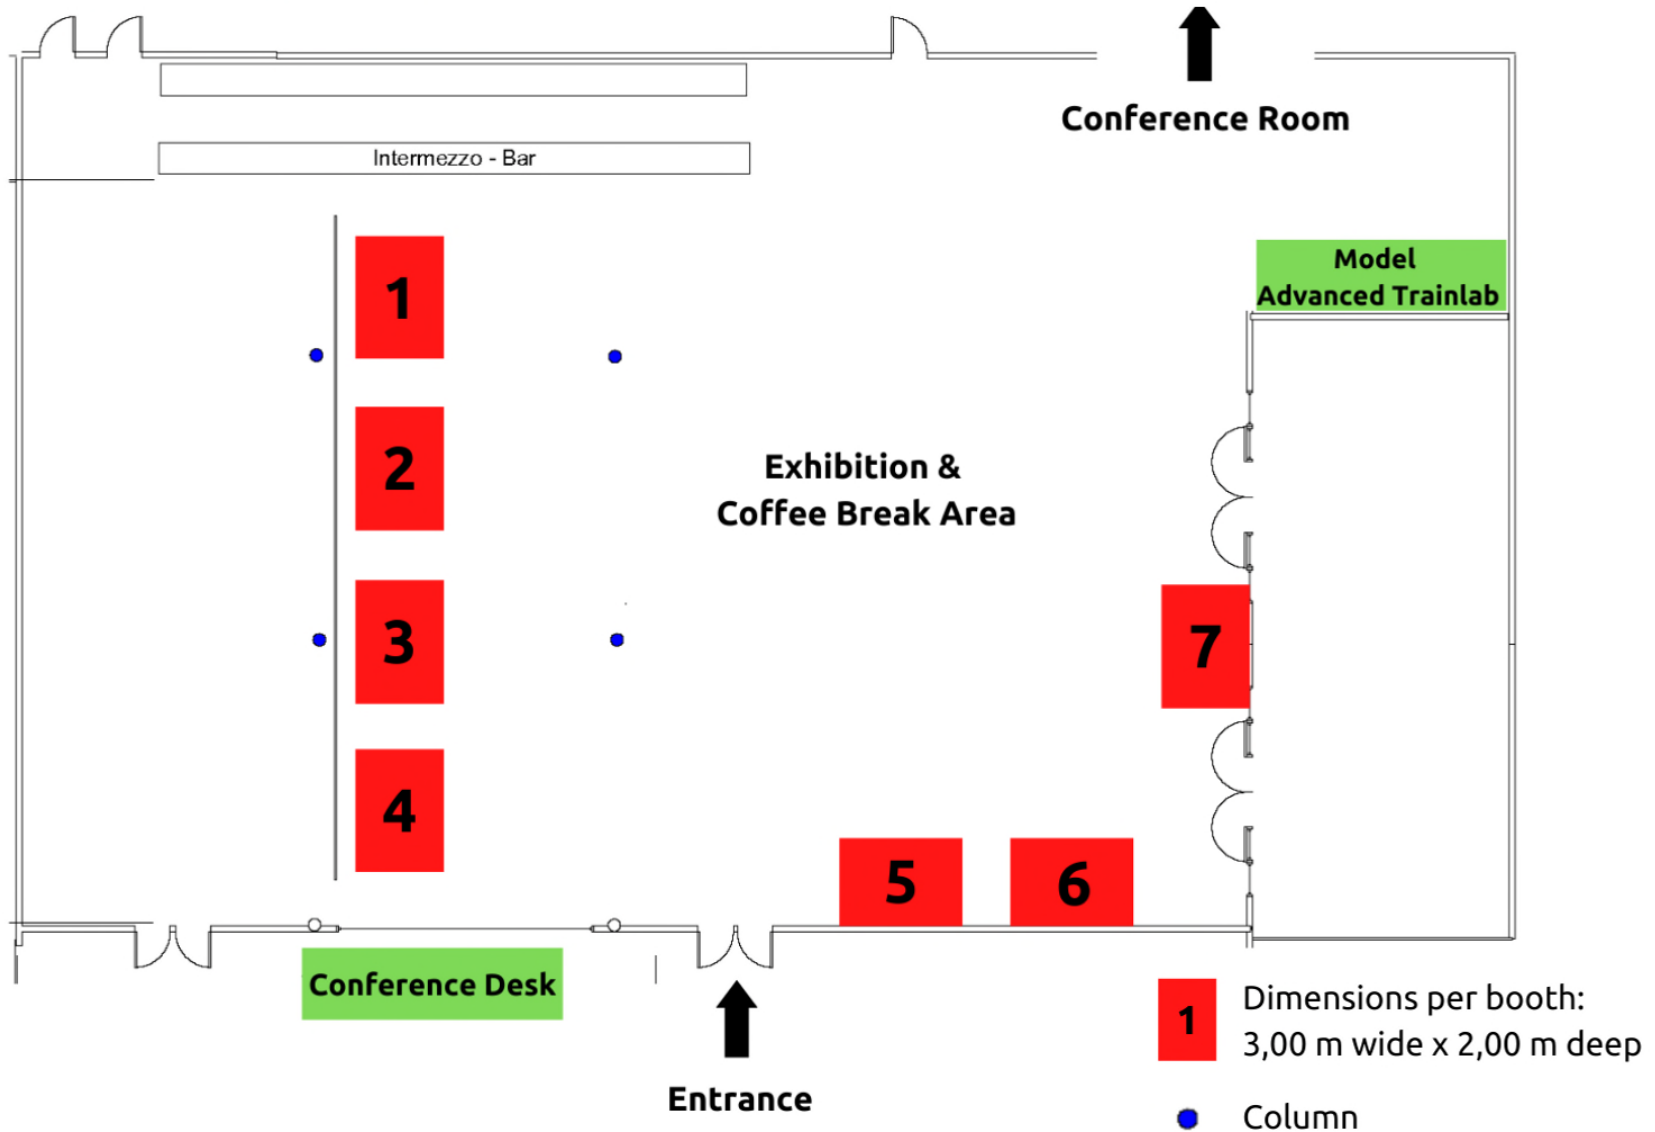 Conference Room
Intermezzo - Bar
Model
Advanced Trainlab
1
2
Exhibition &
Coffee Break Area
3
7
4
5
6
Conference Desk
Entrance
1
Dimensions per booth:
3,00 m wide x 2,00 m deep
Column